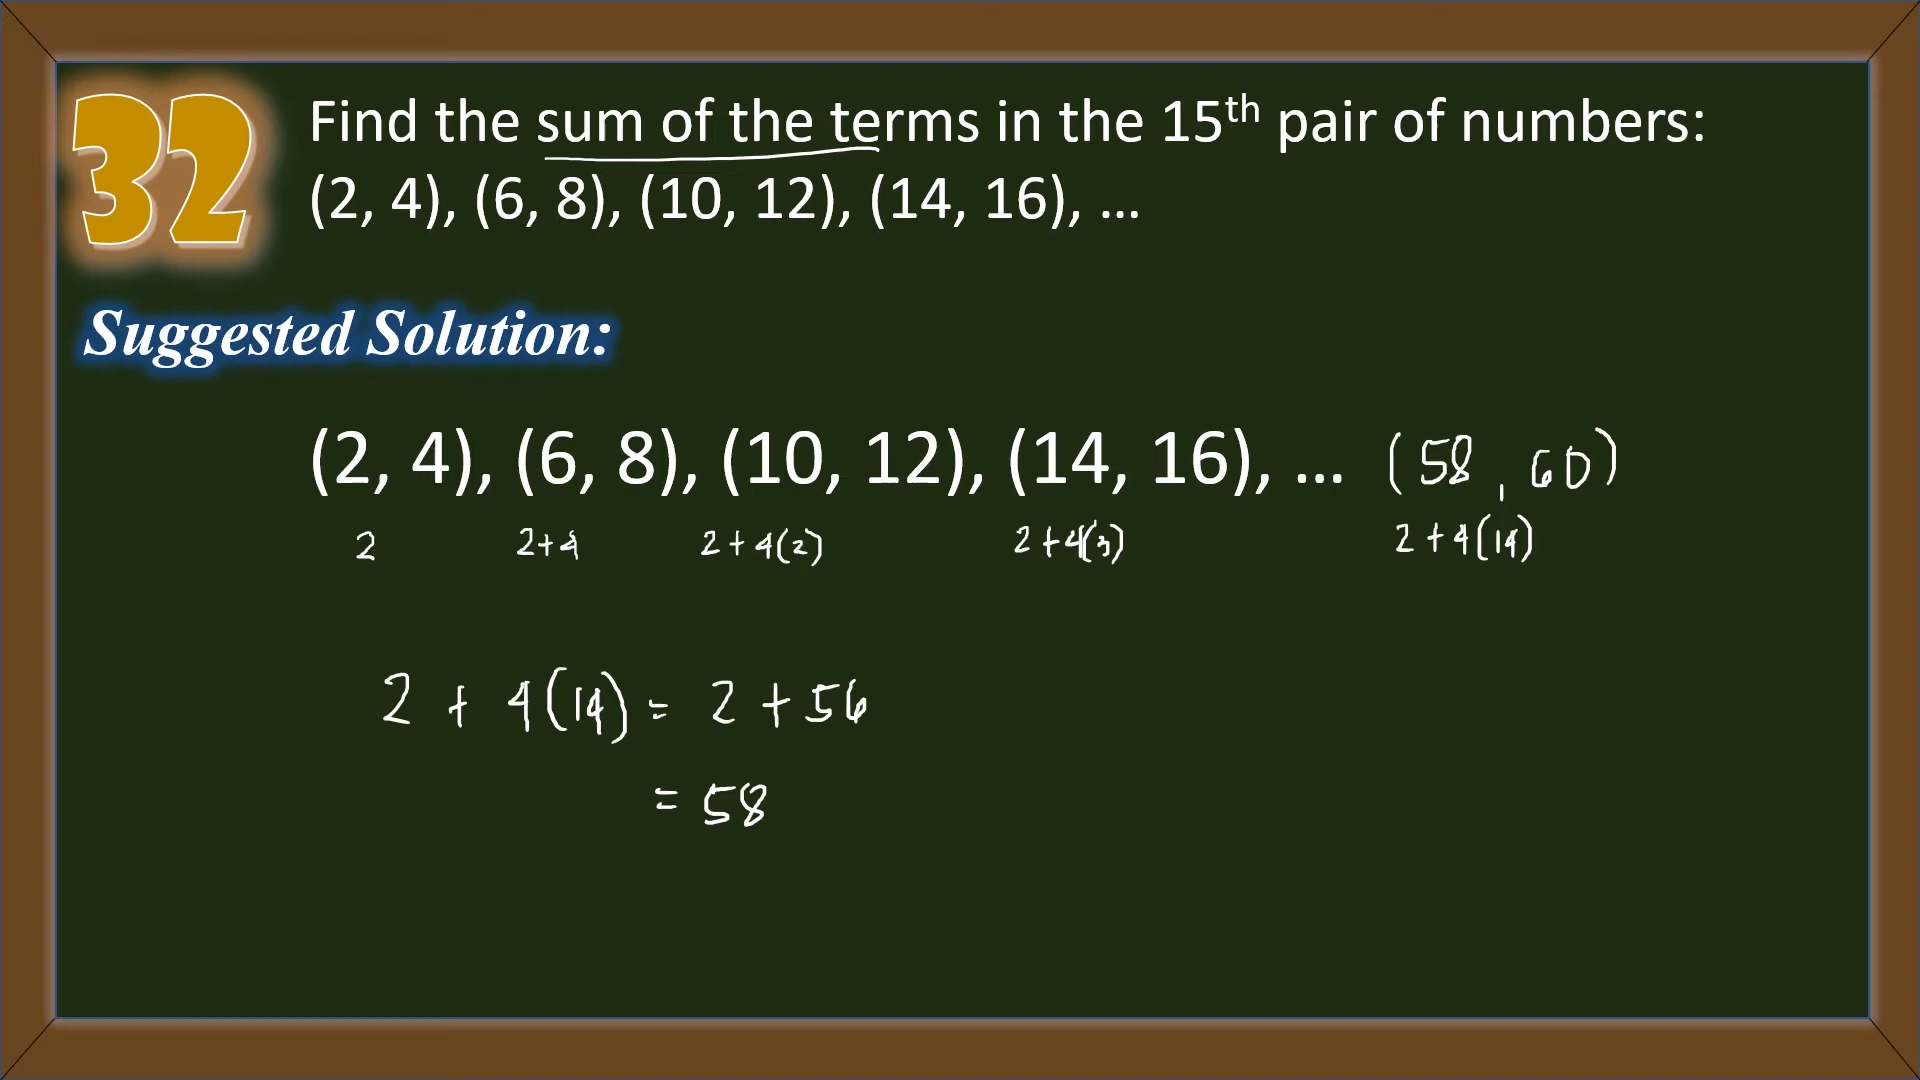 32
Find the sum of the terms in the 15th pair of numbers:
(2, 4), (6, 8), (10, 12), (14, 16), ...
Suggested Solution:
(2, 4), (6, 8), (10, 12), (14, 16), ... (58, 60)
2 2+4 2+4(2) 2+4(3) 2+4(14)
2 + 4(14) = 2 + 56
= 58